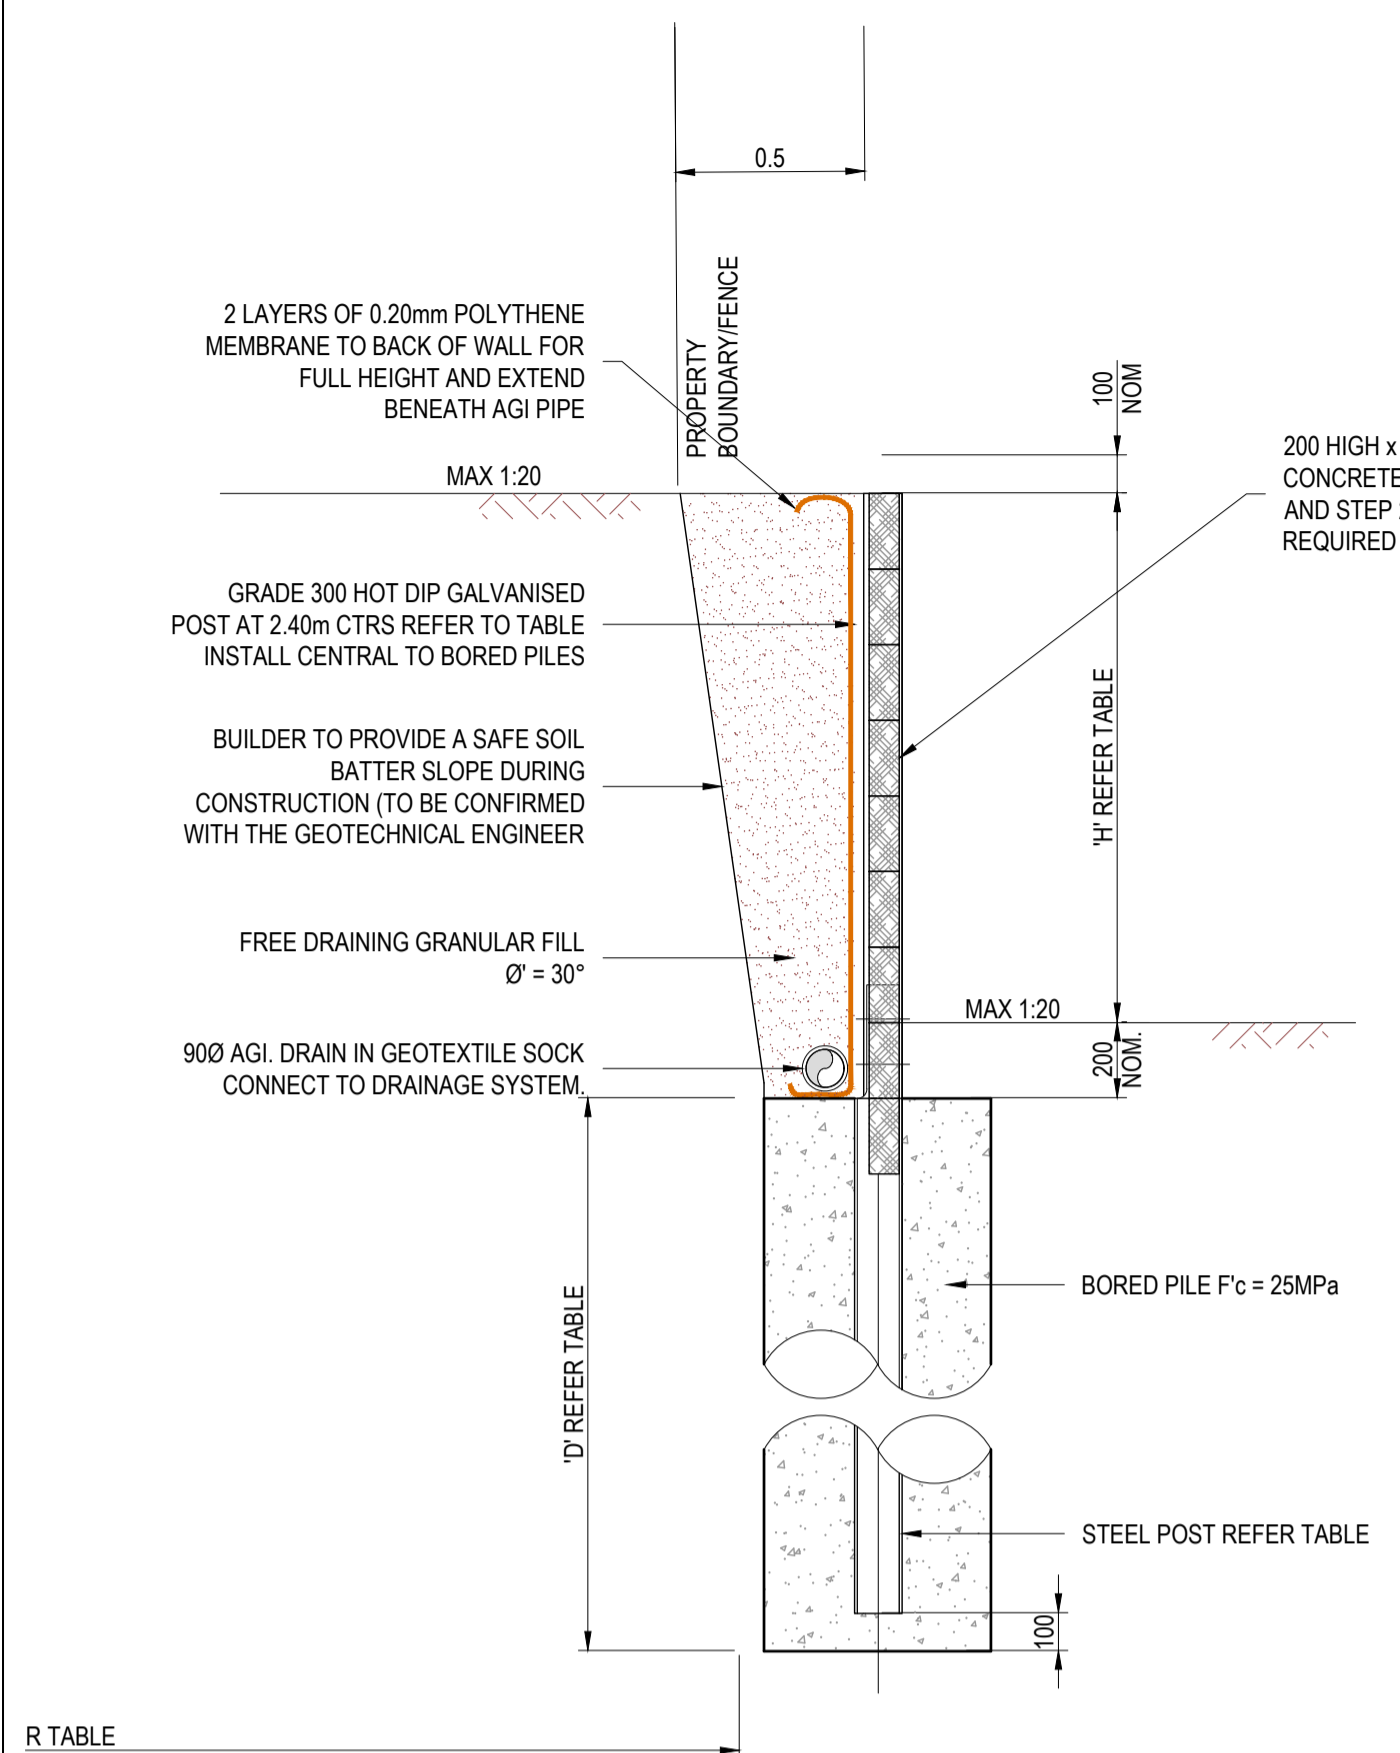 0.5
PROPERTY
BOUNDARY/FENCE
2 LAYERS OF 0.20mm POLYTHENE
MEMBRANE TO BACK OF WALL FOR
FULL HEIGHT AND EXTEND
BENEATH AGI PIPE
100
NOM
200 HIGH x
CONCRETE
AND STEP
REQUIRED
MAX 1:20
GRADE 300 HOT DIP GALVANISED
POST AT 2.40m CTRS REFER TO TABLE
INSTALL CENTRAL TO BORED PILES
'H' REFER TABLE
BUILDER TO PROVIDE A SAFE SOIL
BATTER SLOPE DURING
CONSTRUCTION (TO BE CONFIRMED
WITH THE GEOTECHNICAL ENGINEER
FREE DRAINING GRANULAR FILL
Ø' = 30°
MAX 1:20
200
NOM.
90Ø AGI. DRAIN IN GEOTEXTILE SOCK
CONNECT TO DRAINAGE SYSTEM.
'D' REFER TABLE
BORED PILE F'c = 25MPa
STEEL POST REFER TABLE
100
R TABLE